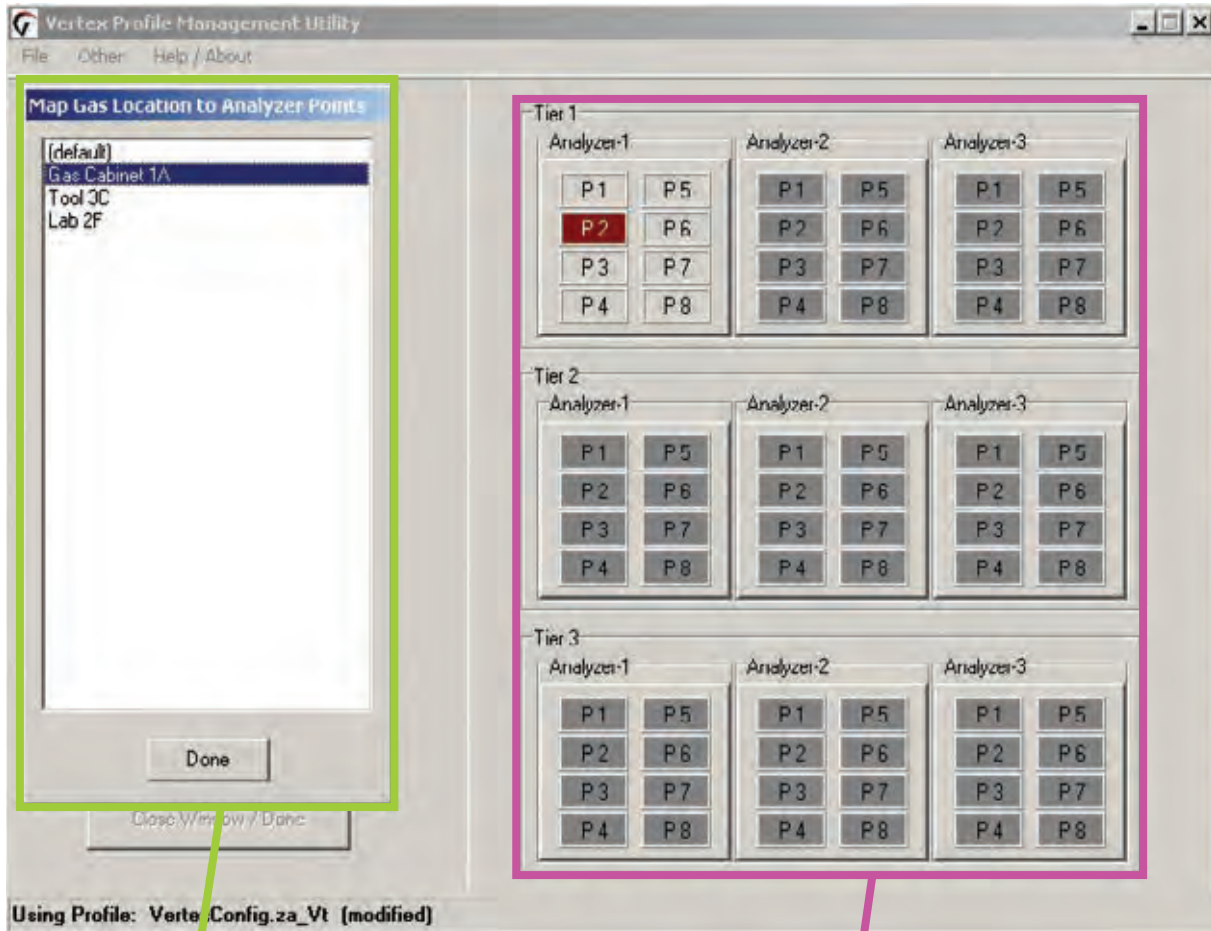 Vertex Profile Management Utility
File Other Help / About
Map Gas Location to Analyzer Points
(default)
Gas Cabinet 1A
Tool 3C
Lab 2F
Done
Close Window / Done
Tier 1
Analyzer-1 Analyzer-2 Analyzer-3
P1 P5 P1 P5 P1 P5
P2 P6 P2 P6 P2 P6
P3 P7 P3 P7 P3 P7
P4 P8 P4 P8 P4 P8
Tier 2
Analyzer-1 Analyzer-2 Analyzer-3
P1 P5 P1 P5 P1 P5
P2 P6 P2 P6 P2 P6
P3 P7 P3 P7 P3 P7
P4 P8 P4 P8 P4 P8
Tier 3
Analyzer-1 Analyzer-2 Analyzer-3
P1 P5 P1 P5 P1 P5
P2 P6 P2 P6 P2 P6
P3 P7 P3 P7 P3 P7
P4 P8 P4 P8 P4 P8
Using Profile: VertexConfig.za_Vt (modified)